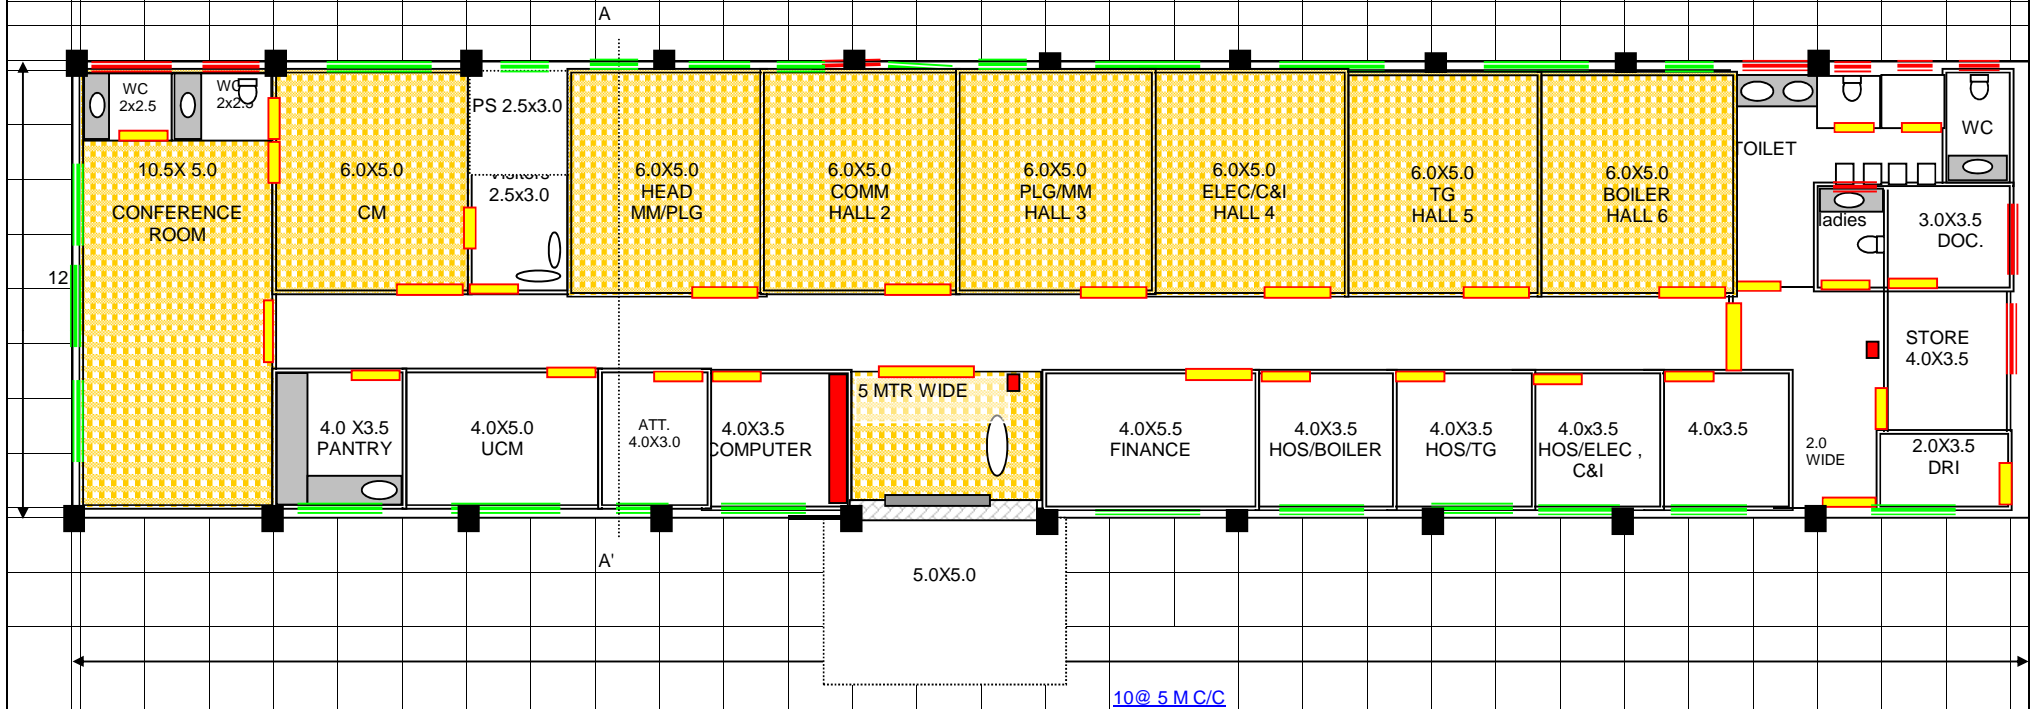 A
WC
2x2.5
WC
2x2.5
PS 2.5x3.0
Visitors
2.5x3.0
10.5X 5.0
CONFERENCE
ROOM
6.0X5.0
CM
6.0X5.0
HEAD
MM/PLG
6.0X5.0
COMM
HALL 2
6.0X5.0
PLG/MM
HALL 3
6.0X5.0
ELEC/C&I
HALL 4
6.0X5.0
TG
HALL 5
6.0X5.0
BOILER
HALL 6
TOILET
WC
ladies
3.0X3.5
DOC.
12
STORE
4.0X3.5
4.0 X3.5
PANTRY
4.0X5.0
UCM
ATT.
4.0X3.0
4.0X3.5
COMPUTER
5 MTR WIDE
4.0X5.5
FINANCE
4.0X3.5
HOS/BOILER
4.0X3.5
HOS/TG
4.0x3.5
HOS/ELEC ,
C&I
4.0x3.5
2.0
WIDE
2.0X3.5
DRI
A'
5.0X5.0
10@ 5 M C/C